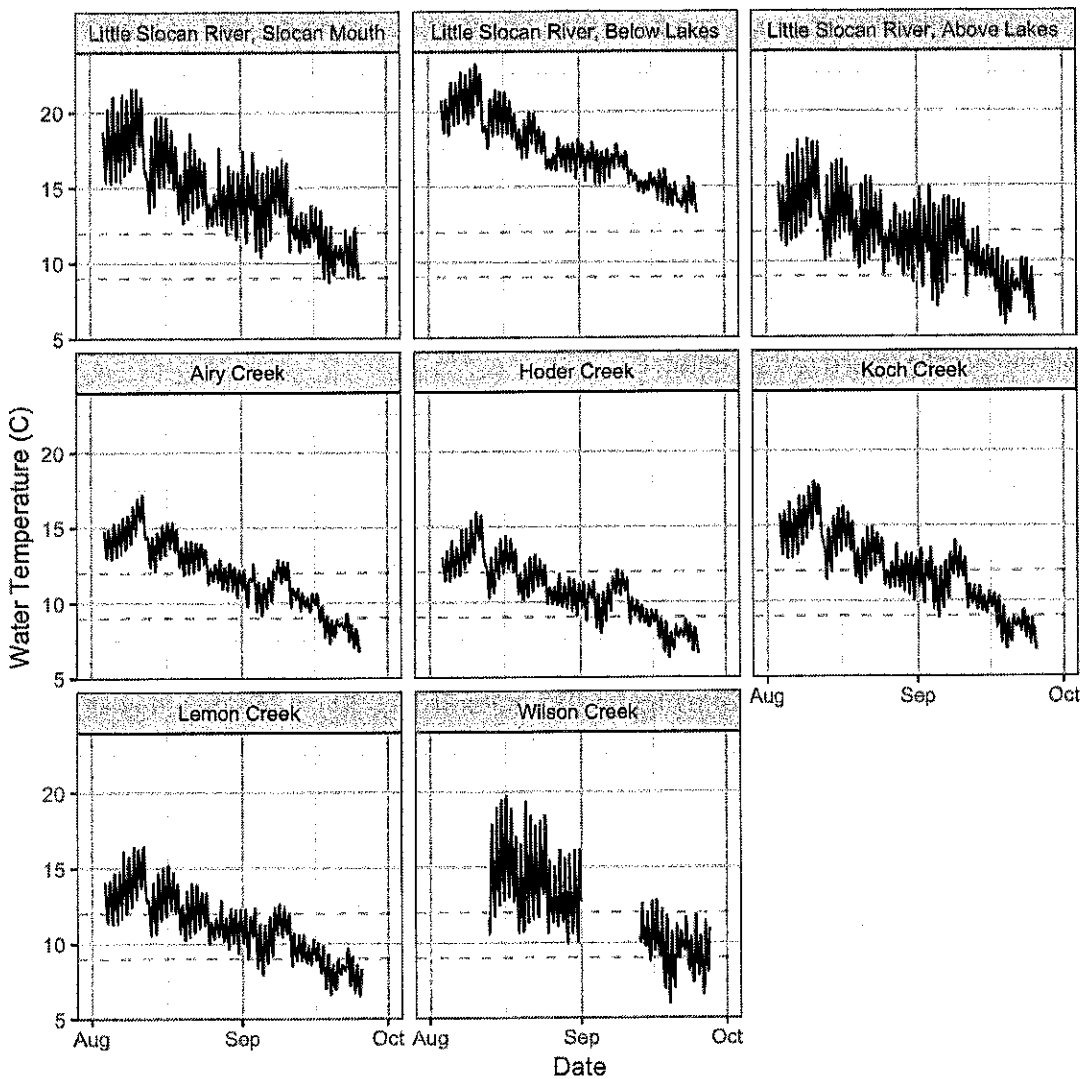 Little Slocan River, Slocan Mouth
Little Slocan River, Below Lakes
Little Slocan River, Above Lakes
20
15
10
5
Airy Creek
Hoder Creek
Koch Creek
Water Temperature (C)
20
15
10
5
Aug
Sep
Oct
Lemon Creek
Wilson Creek
20
15
10
5
Aug
Sep
Oct
Aug
Sep
Oct
Date